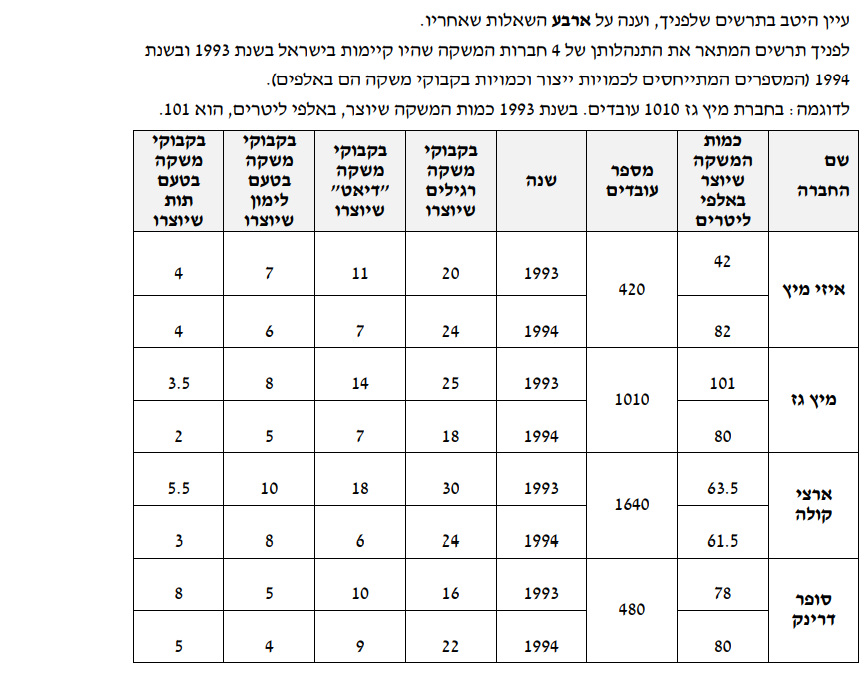 עיין היטב בתרשים שלפניך, וענה על ארבע השאלות שאחריו.
לפניך תרשים המתאר את התנהלותן של 4 חברות המשקה שהיו קיימות בישראל בשנת 1993 ובשנת
1994 (המספרים המתייחסים לכמויות ייצור וכמויות בקבוקי משקה הם באלפים).
לדוגמה: בחברת מיץ גז 1010 עובדים. בשנת 1993 כמות המשקה שיוצר, באלפי ליטרים, הוא 101.
שם החברה | כמות המשקה שיוצר באלפי ליטרים | מספר עובדים | שנה | בקבוקי משקה רגילים שיוצרו | בקבוקי משקה "דיאט" שיוצרו | בקבוקי משקה בטעם לימון שיוצרו | בקבוקי משקה בטעם תות שיוצרו
איזי מיץ | 42 | 420 | 1993 | 20 | 11 | 7 | 4
82 | 1994 | 24 | 7 | 6 | 4
מיץ גז | 101 | 1010 | 1993 | 25 | 14 | 8 | 3.5
80 | 1994 | 18 | 7 | 5 | 2
ארצי קולה | 63.5 | 1640 | 1993 | 30 | 18 | 10 | 5.5
61.5 | 1994 | 24 | 6 | 8 | 3
סופר דרינק | 78 | 480 | 1993 | 16 | 10 | 5 | 8
80 | 1994 | 22 | 9 | 4 | 5